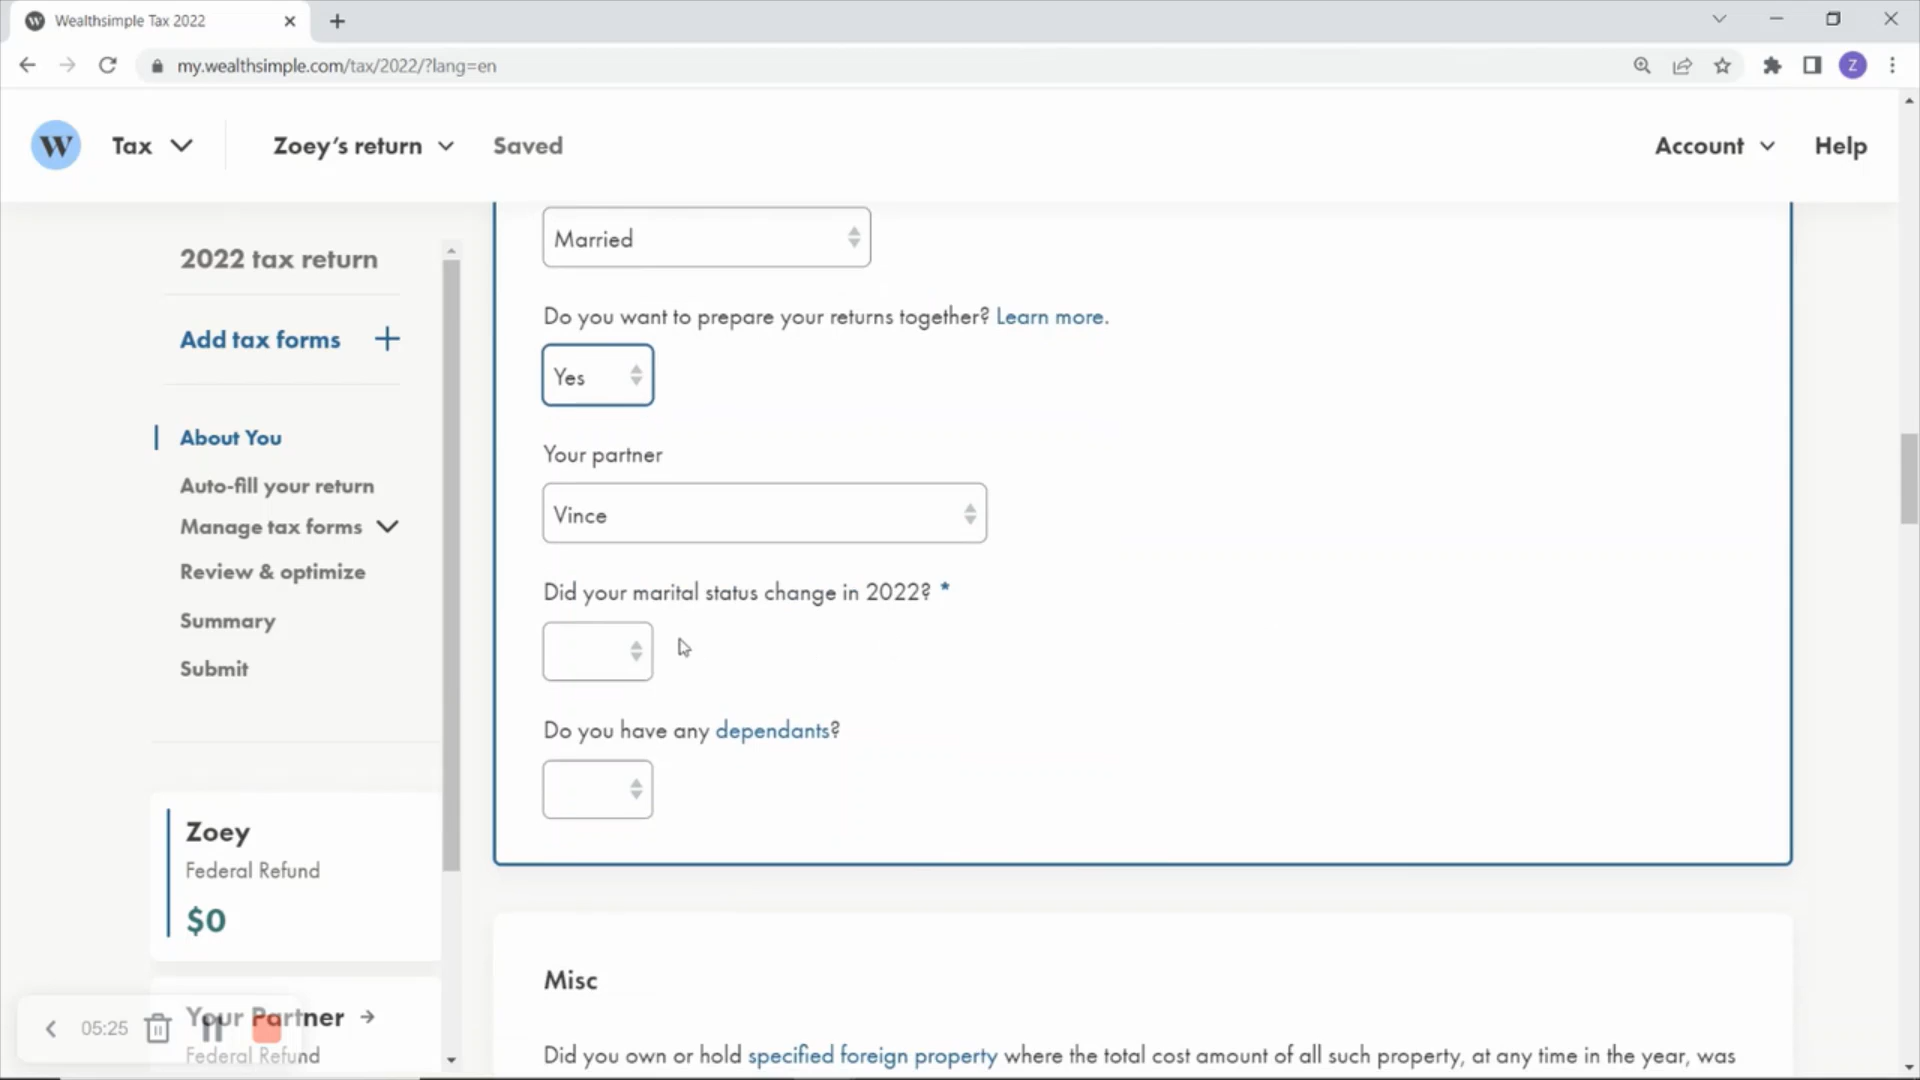 Wealthsimple Tax 2022
my.wealthsimple.com/tax/2022/?lang=en
Z
W Tax Zoey's return Saved Account Help
2022 tax return
Add tax forms
About You
Auto-fill your return
Manage tax forms
Review & optimize
Summary
Submit
Zoey
Federal Refund
$0
Your Partner
Federal Refund
05:25
Married
Do you want to prepare your returns together? Learn more.
Yes
Your partner
Vince
Did your marital status change in 2022? *
Do you have any dependants?
Misc
Did you own or hold specified foreign property where the total cost amount of all such property, at any time in the year, was